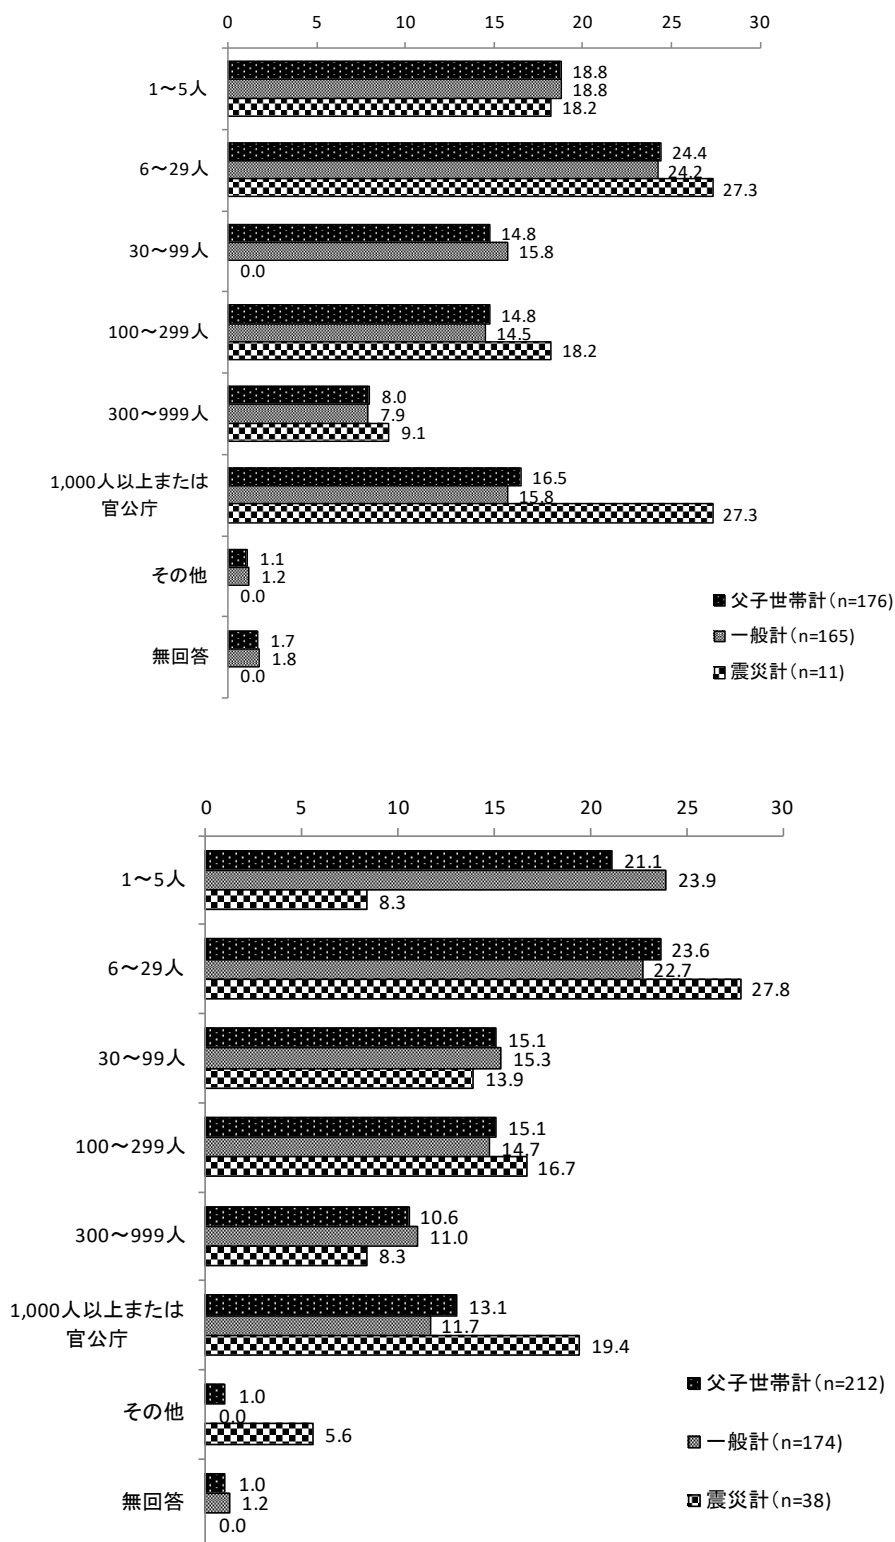 0 5 10 15 20 25 30
1～5人
18.8
18.8
18.2
6～29人
24.4
24.2
27.3
30～99人
14.8
15.8
0.0
100～299人
14.8
14.5
18.2
300～999人
8.0
7.9
9.1
1,000人以上または
官公庁
16.5
15.8
27.3
その他
1.1
1.2
0.0
無回答
1.7
1.8
0.0
父子世帯計（n=176）
一般計（n=165）
震災計（n=11）
0 5 10 15 20 25 30
1～5人
21.1
23.9
8.3
6～29人
23.6
22.7
27.8
30～99人
15.1
15.3
13.9
100～299人
15.1
14.7
16.7
300～999人
10.6
11.0
8.3
1,000人以上または
官公庁
13.1
11.7
19.4
その他
1.0
0.0
5.6
無回答
1.0
1.2
0.0
父子世帯計（n=212）
一般計（n=174）
震災計（n=38）